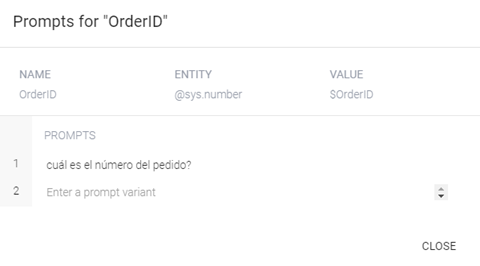 Prompts for "OrderID"
NAME ENTITY VALUE
OrderID @sys.number $OrderID
PROMPTS
1 cuál es el número del pedido?
2 Enter a prompt variant
CLOSE